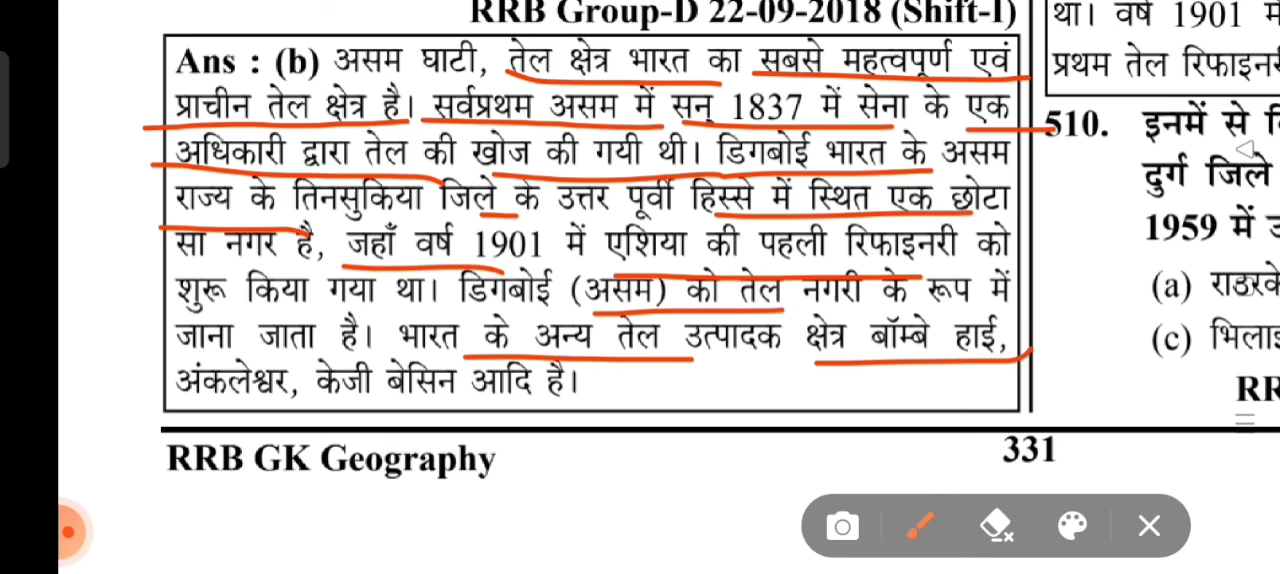 RRB Group-D 22-09-2018 (Shift-I)
Ans : (b) असम घाटी, तेल क्षेत्र भारत का सबसे महत्वपूर्ण एवं
प्राचीन तेल क्षेत्र है। सर्वप्रथम असम में सन् 1837 में सेना के एक
अधिकारी द्वारा तेल की खोज की गयी थी। डिगबोई भारत के असम
राज्य के तिनसुकिया जिले के उत्तर पूर्वी हिस्से में स्थित एक छोटा
सा नगर है, जहाँ वर्ष 1901 में एशिया की पहली रिफाइनरी को
शुरू किया गया था। डिगबोई (असम) को तेल नगरी के रूप में
जाना जाता है। भारत के अन्य तेल उत्पादक क्षेत्र बॉम्बे हाई,
अंकलेश्वर, केजी बेसिन आदि है।
RRB GK Geography
331
था। वर्ष 1901
प्रथम तेल
510. इनमें से
दुर्ग जिले
1959 में
(a)
(c)